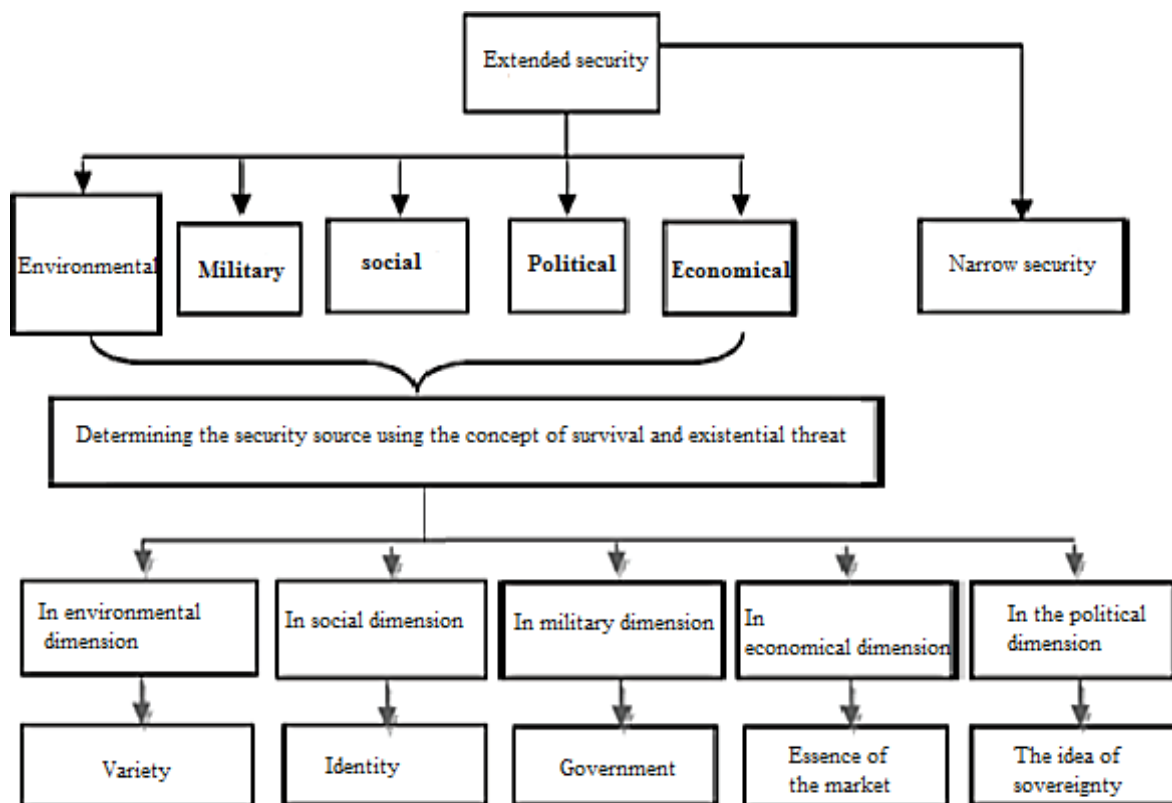 Extended security
Environmental
Military
social
Political
Economical
Narrow security
Determining the security source using the concept of survival and existential threat
In environmental
dimension
In social dimension
In military dimension
In
economical dimension
In the political
dimension
Variety
Identity
Government
Essence of
the market
The idea of
sovereignty